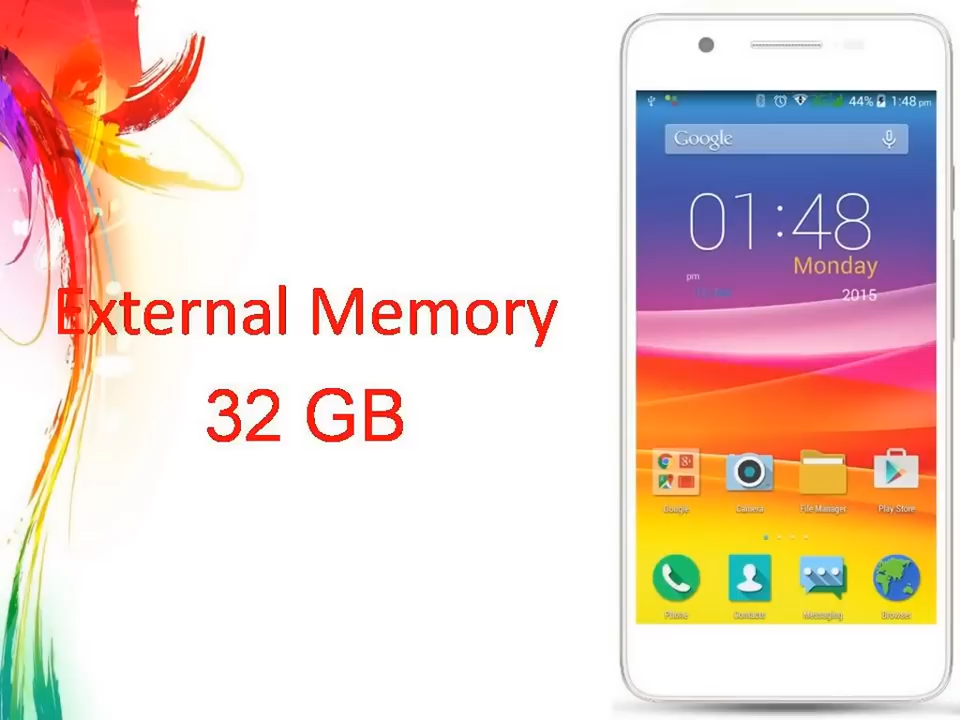 External Memory
32 GB
44% 1:48 pm
Google
01:48
Monday
pm
2015
Google
Camera
File Manager
Play Store
Phone
Contacts
Messaging
Browser